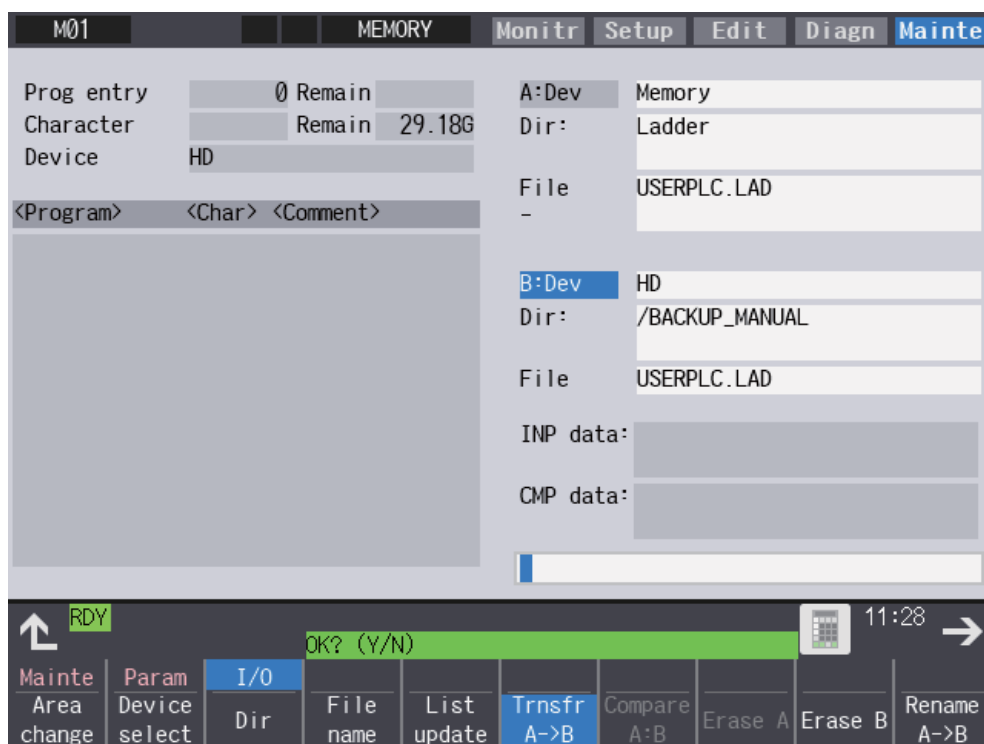 M01 MEMORY Monitr Setup Edit Diagn Mainte
Prog entry 0 Remain
Character Remain 29.18G
Device HD
<Program> <Char> <Comment>
A:Dev Memory
Dir: Ladder
File USERPLC.LAD
-
B:Dev HD
Dir: /BACKUP_MANUAL
File USERPLC.LAD
INP data:
CMP data:
RDY 11:28
OK? (Y/N)
Mainte Param I/O
Area change
Device select
Dir
File name
List update
Trnsfr A->B
Compare A:B
Erase A
Erase B
Rename A->B